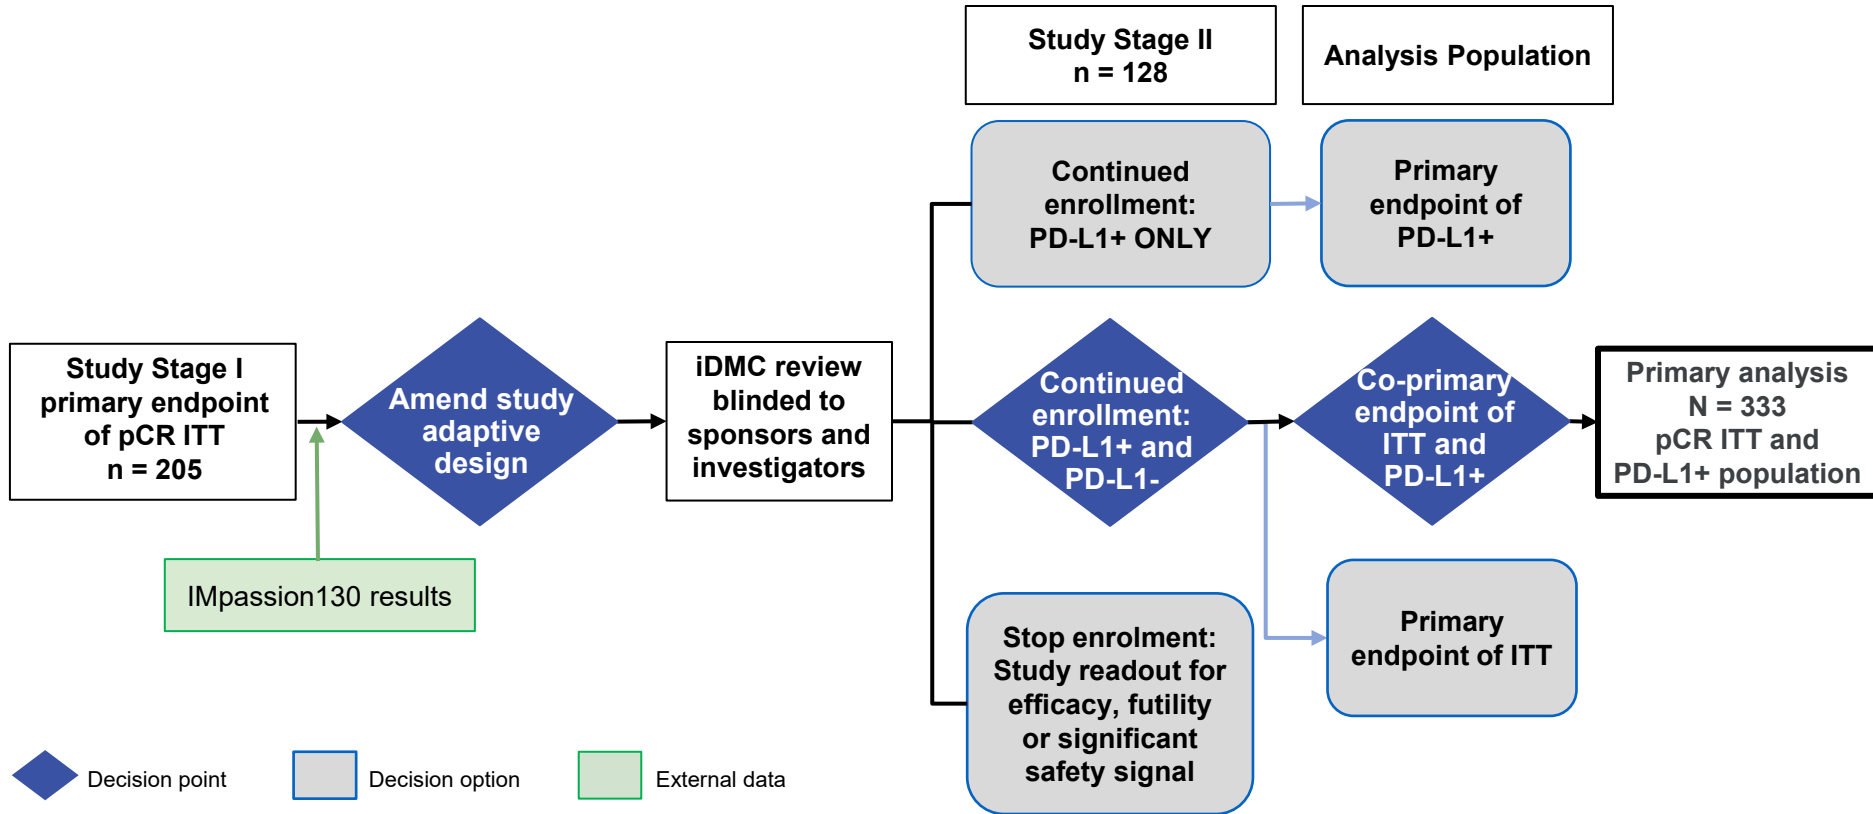 Study Stage II
n = 128
Analysis Population
Continued
enrollment:
PD-L1+ ONLY
Primary
endpoint of
PD-L1+
Study Stage I
primary endpoint
of pCR ITT
n = 205
Amend study
adaptive
design
iDMC review
blinded to
sponsors and
investigators
Continued
enrollment:
PD-L1+ and
PD-L1-
Co-primary
endpoint of
ITT and
PD-L1+
Primary analysis
N = 333
pCR ITT and
PD-L1+ population
IMpassion130 results
Stop enrolment:
Study readout for
efficacy, futility
or significant
safety signal
Primary
endpoint of ITT
Decision point
Decision option
External data